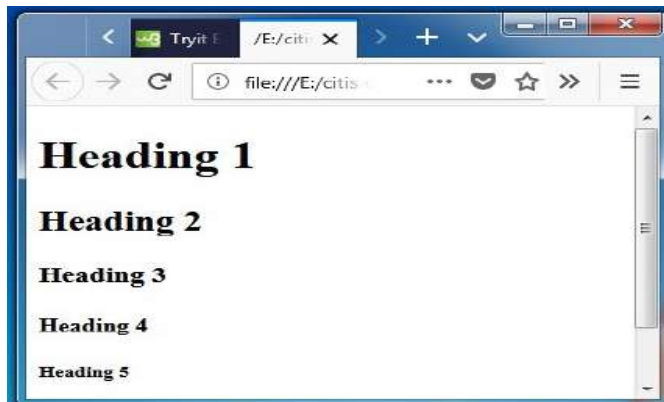 Tryit E /E:/citi
file:///E:/citis
Heading 1
Heading 2
Heading 3
Heading 4
Heading 5